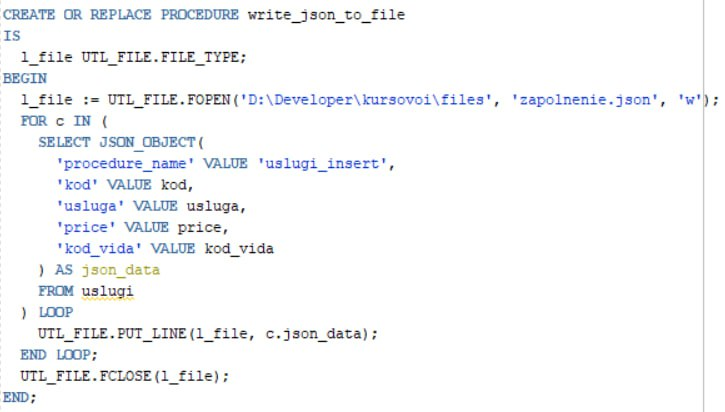 CREATE OR REPLACE PROCEDURE write_json_to_file
IS
  l_file UTL_FILE.FILE_TYPE;
BEGIN
  l_file := UTL_FILE.FOPEN('D:\Developer\kursovoi\files', 'zapolnenie.json', 'w');
  FOR c IN (
    SELECT JSON_OBJECT(
      'procedure_name' VALUE 'uslugi_insert',
      'kod' VALUE kod,
      'usluga' VALUE usluga,
      'price' VALUE price,
      'kod_vida' VALUE kod_vida
    ) AS json_data
    FROM uslugi
  ) LOOP
    UTL_FILE.PUT_LINE(l_file, c.json_data);
  END LOOP;
  UTL_FILE.FCLOSE(l_file);
END;